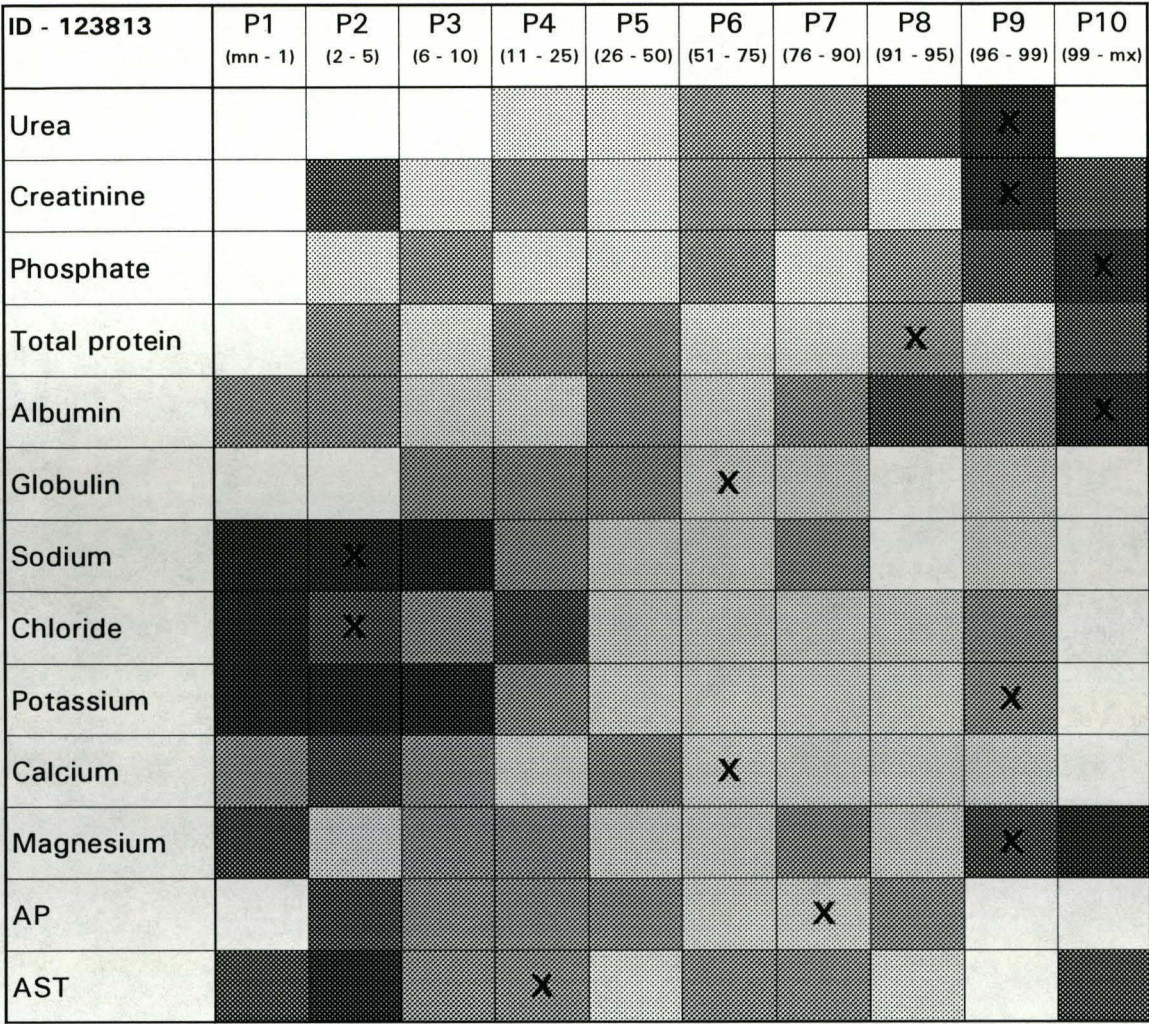 ID - 123813 P1 P2 P3 P4 P5 P6 P7 P8 P9 P10
(mn - 1) (2 - 5) (6 - 10) (11 - 25) (26 - 50) (51 - 75) (76 - 90) (91 - 95) (96 - 99) (99 - mx)
Urea X
Creatinine X
Phosphate X
Total protein X
Albumin X
Globulin X
Sodium X
Chloride X
Potassium X
Calcium X
Magnesium X
AP X
AST X